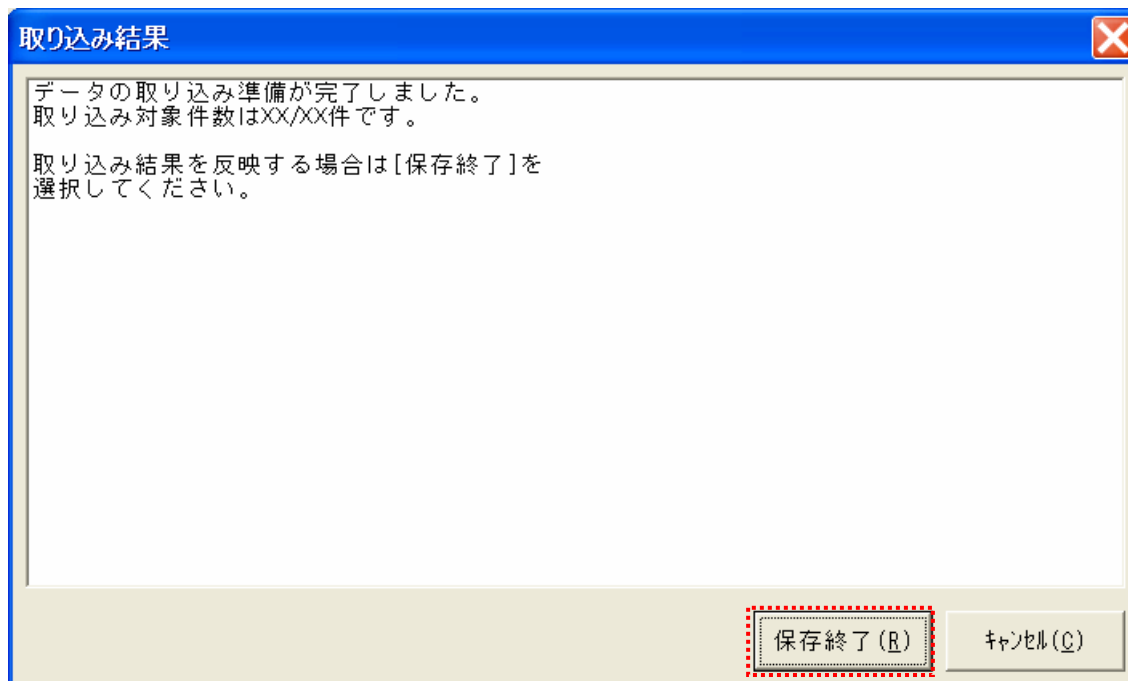 取り込み結果
データの取り込み準備が完了しました。
取り込み対象件数はXX/XX件です。
取り込み結果を反映する場合は[保存終了]を
選択してください。
保存終了(R)
ｷｬﾝｾﾙ(C)